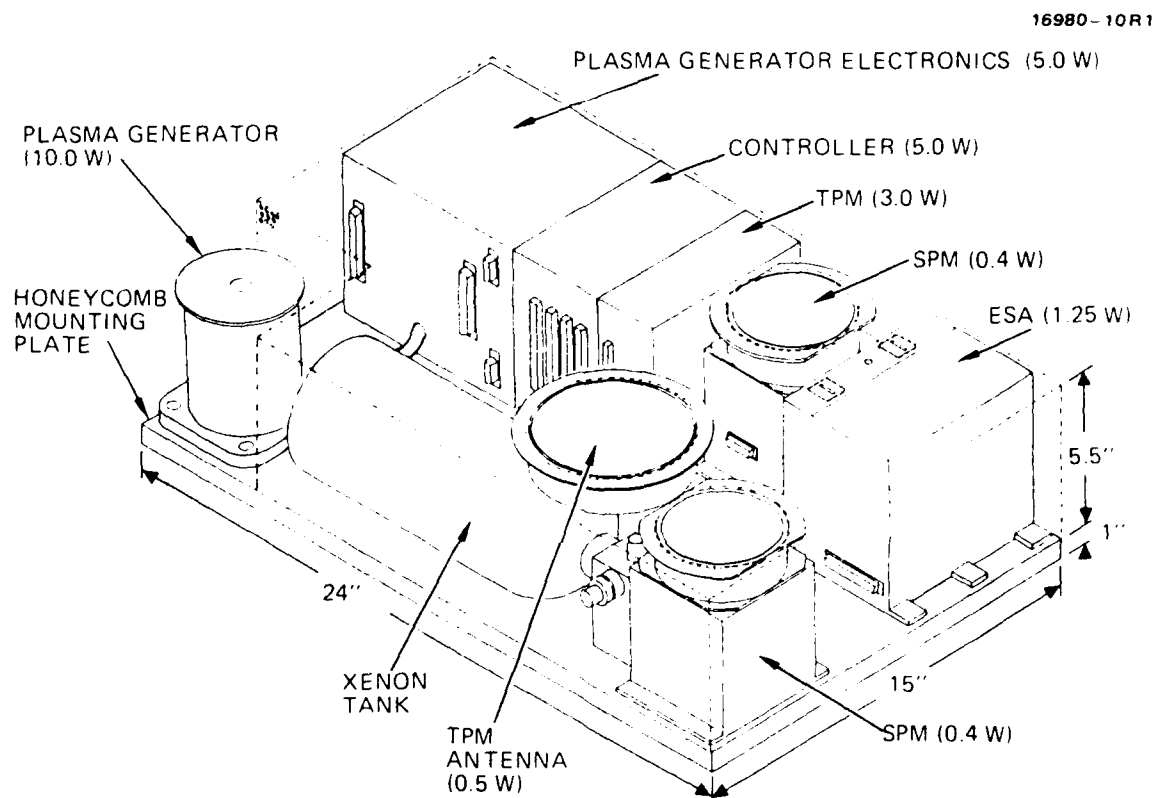 16980-10R1
PLASMA GENERATOR ELECTRONICS (5.0 W)
PLASMA GENERATOR
(10.0 W)
CONTROLLER (5.0 W)
TPM (3.0 W)
SPM (0.4 W)
HONEYCOMB
MOUNTING
PLATE
ESA (1.25 W)
5.5"
1"
24"
15"
XENON
TANK
TPM
ANTENNA
(0.5 W)
SPM (0.4 W)